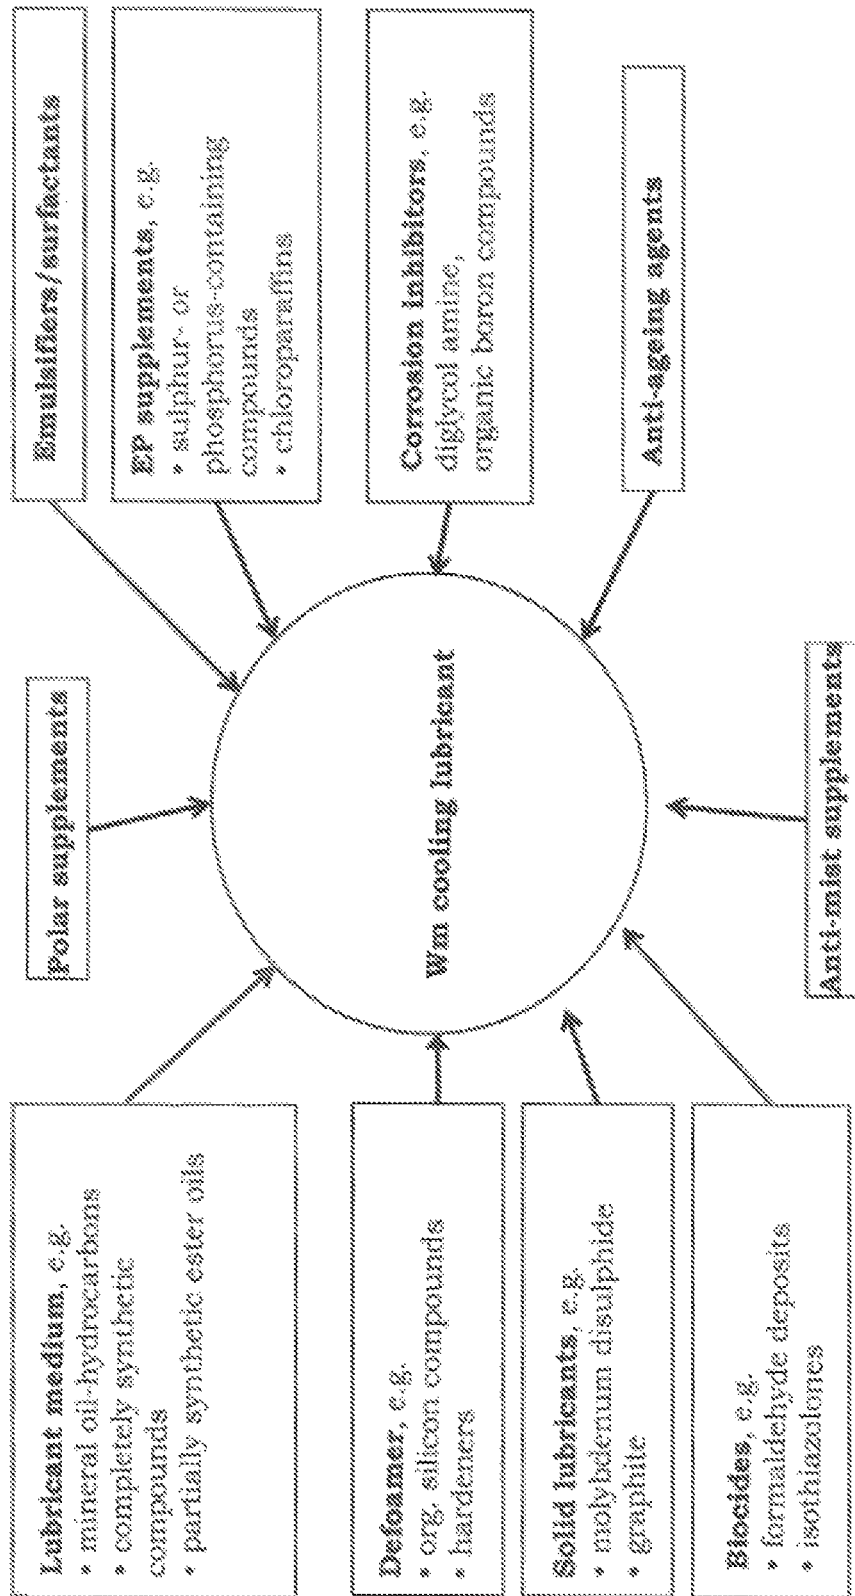 Lubricant medium, e.g.
• mineral oil-hydrocarbons
• completely synthetic
compounds
• partially synthetic ester oils
Defoamer, e.g.
• org. silicon compounds
• hardeners
Solid lubricants, e.g.
• molybdenum disulphide
• graphite
Biocides, e.g.
• formaldehyde deposits
• isothiazolones
Polar supplements
Wm cooling lubricant
Anti-mist supplements
Emulsifiers/surfactants
EP supplements, e.g.
• sulphur- or
phosphorus-containing
compounds
• chloroparaffins
Corrosion inhibitors, e.g.
diglycol amine,
organic boron compounds
Anti-ageing agents